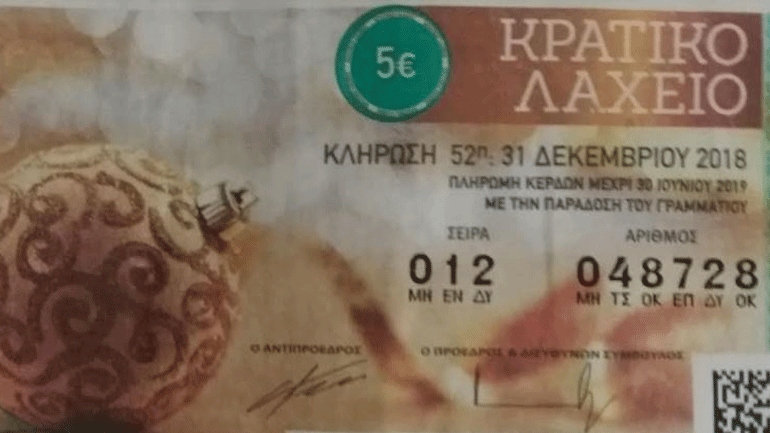 5€
ΚΡΑΤΙΚΟ
ΛΑΧΕΙΟ
ΚΛΗΡΩΣΗ 52η: 31 ΔΕΚΕΜΒΡΙΟΥ 2018
ΠΛΗΡΩΜΗ ΚΕΡΔΩΝ ΜΕΧΡΙ 30 ΙΟΥΝΙΟΥ 2019
ΜΕ ΤΗΝ ΠΑΡΑΔΟΣΗ ΤΟΥ ΓΡΑΜΜΑΤΙΟΥ
ΣΕΙΡΑ ΑΡΙΘΜΟΣ
012 048728
ΜΗ ΕΝ ΔΥ ΜΗ ΤΣ ΟΚ ΕΠ ΔΥ ΟΚ
Ο ΑΝΤΙΠΡΟΕΔΡΟΣ Ο ΠΡΟΕΔΡΟΣ & ΔΙΕΥΘΥΝΩΝ ΣΥΜΒΟΥΛΟΣ